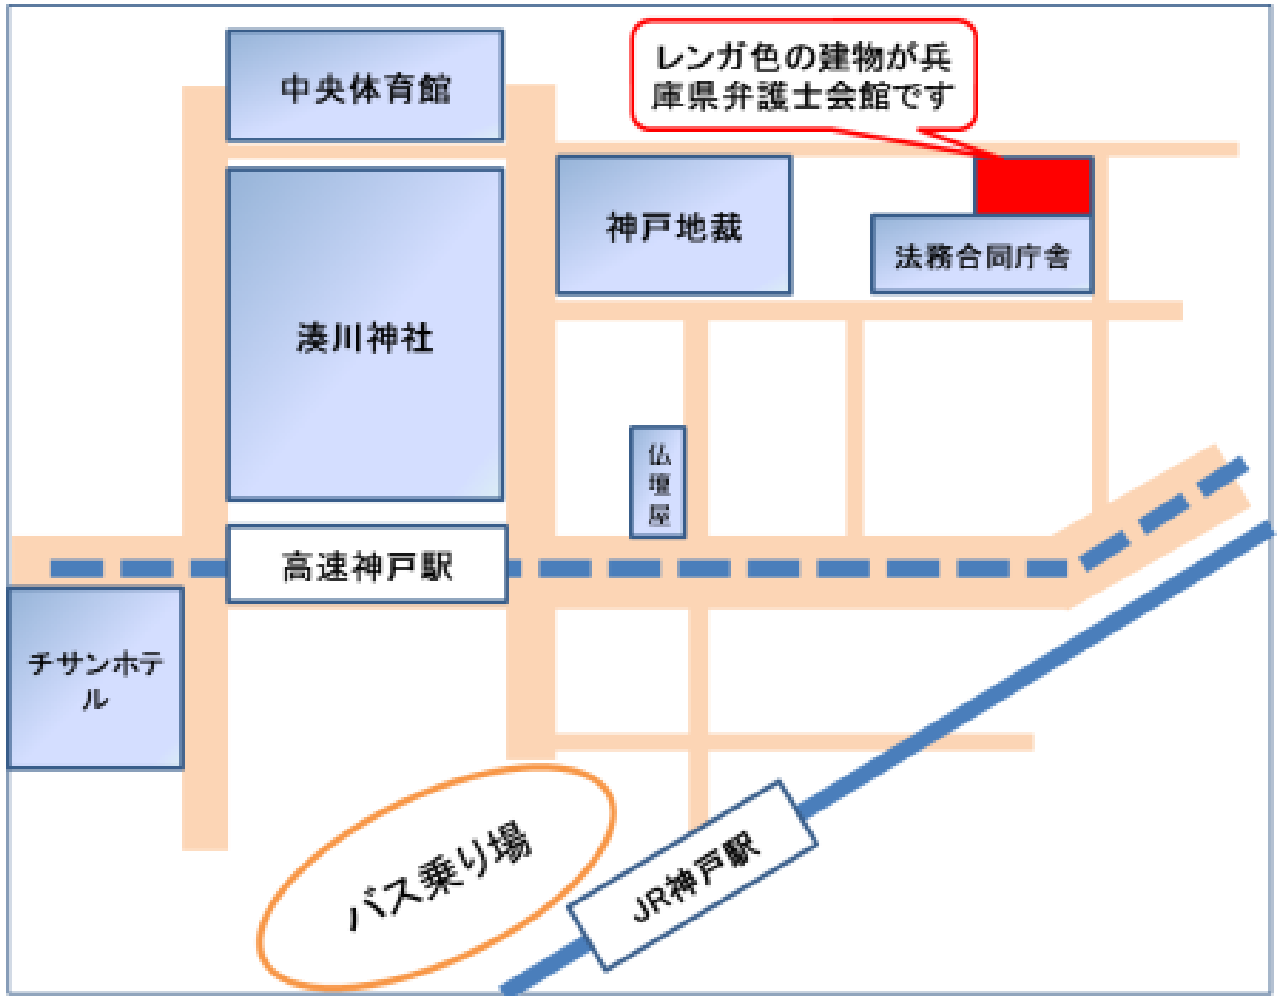 レンガ色の建物が兵
庫県弁護士会館です
中央体育館
神戸地裁
法務合同庁舎
湊川神社
仏
壇
屋
高速神戸駅
チサンホテ
ル
バス乗り場
JR神戸駅